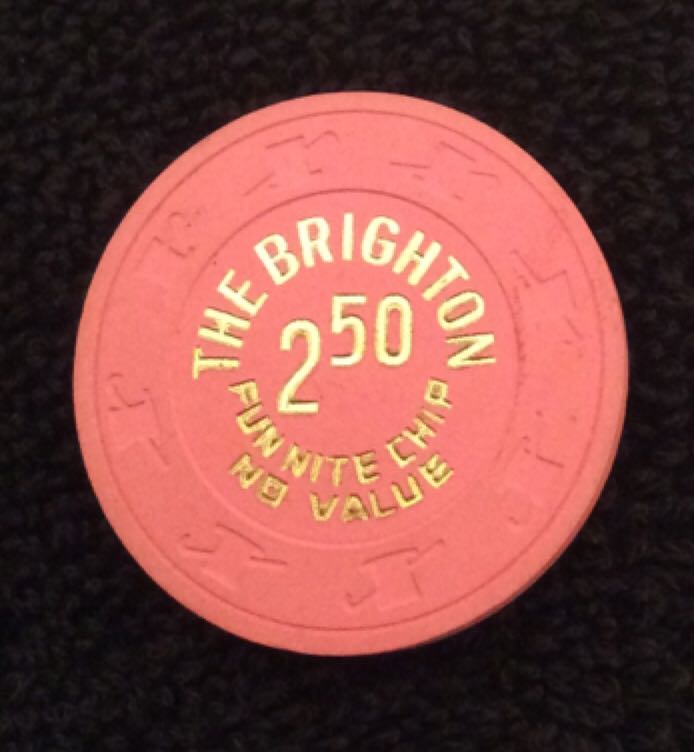 THE BRIGHTON
2 50
FUN NITE CHIP
NO VALUE